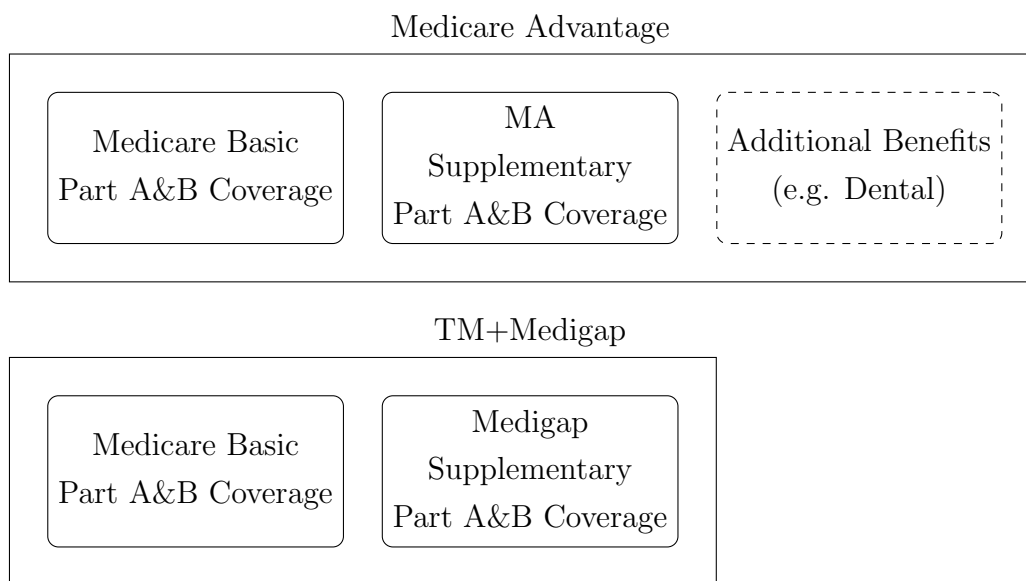 Medicare Advantage
Medicare Basic
Part A&B Coverage
MA
Supplementary
Part A&B Coverage
Additional Benefits
(e.g. Dental)
TM+Medigap
Medicare Basic
Part A&B Coverage
Medigap
Supplementary
Part A&B Coverage